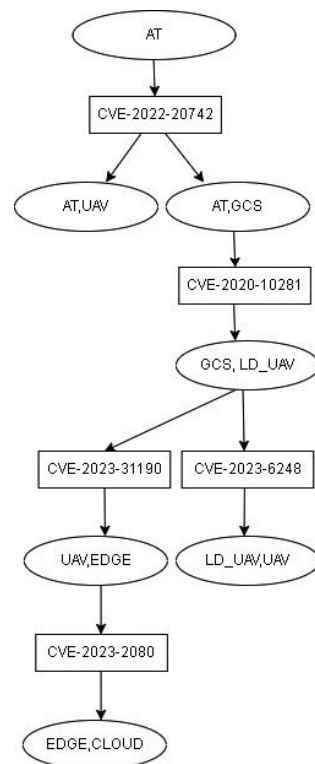 AT
CVE-2022-20742
AT,UAV
AT,GCS
CVE-2020-10281
GCS, LD_UAV
CVE-2023-31190
CVE-2023-6248
UAV,EDGE
LD_UAV,UAV
CVE-2023-2080
EDGE,CLOUD